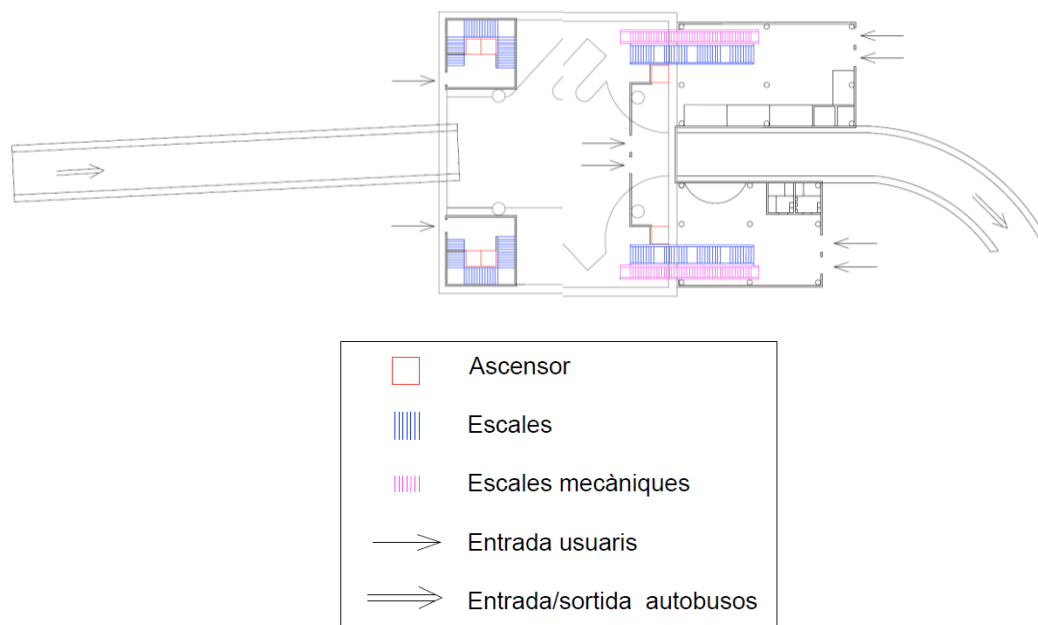 Ascensor
Escales
Escales mecàniques
Entrada usuaris
Entrada/sortida autobusos